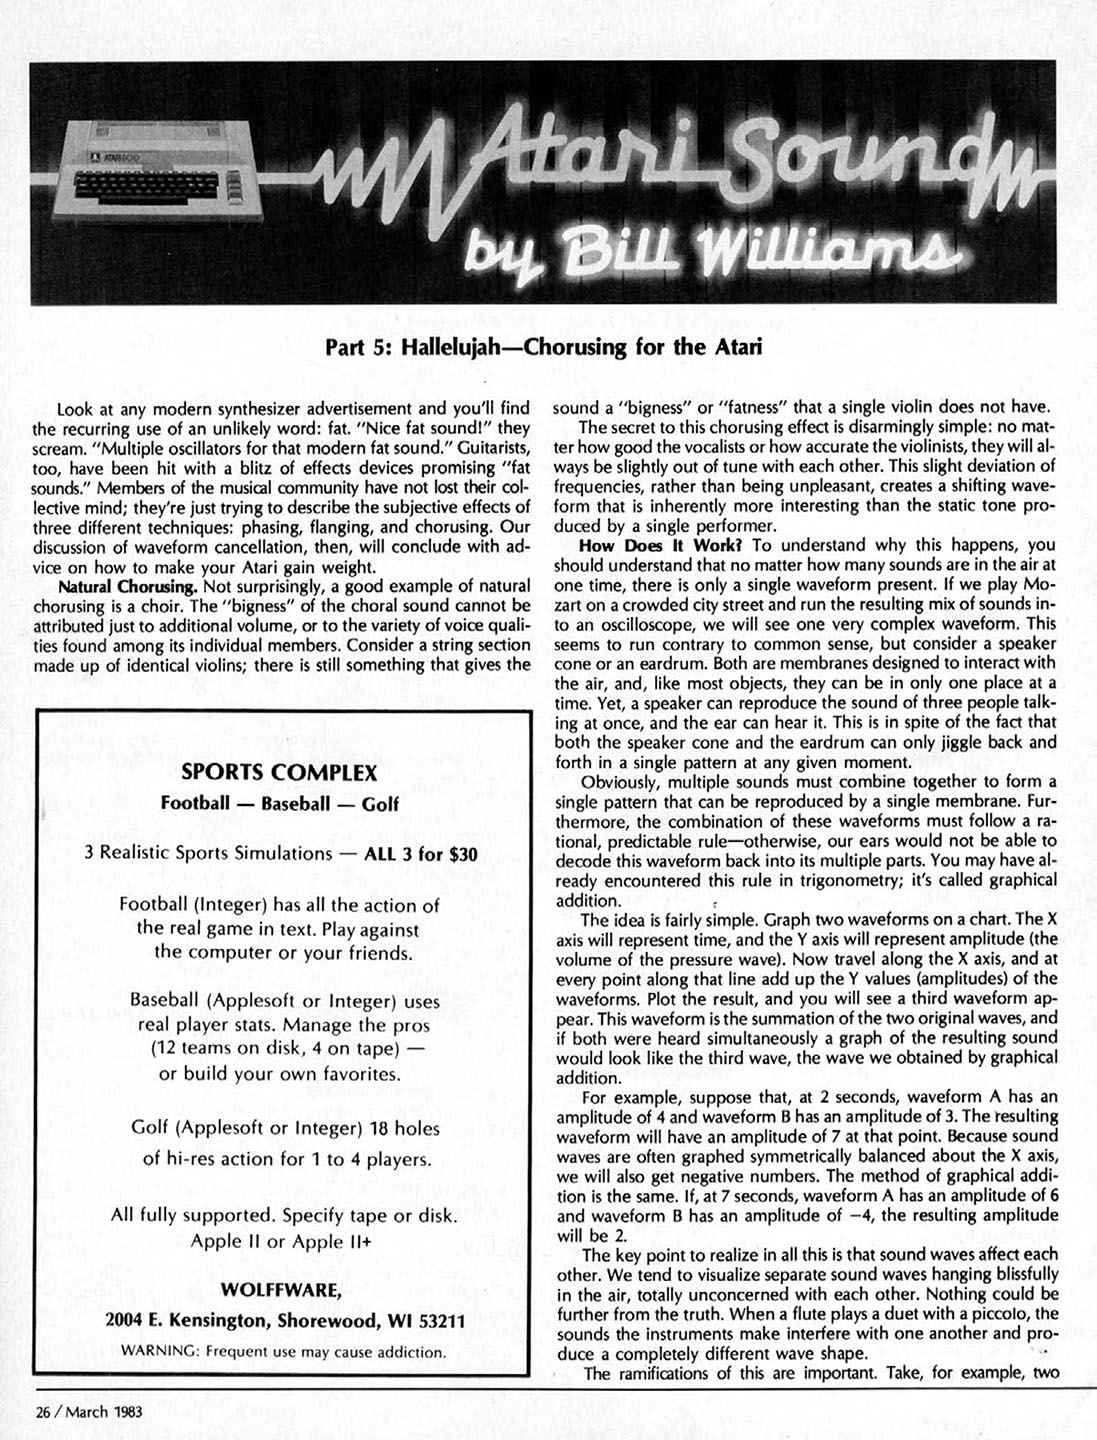 ATARI 800
Atari Sound
by Bill Williams
Part 5: Hallelujah—Chorusing for the Atari
Look at any modern synthesizer advertisement and you'll find
the recurring use of an unlikely word: fat. "Nice fat sound!" they
scream. "Multiple oscillators for that modern fat sound." Guitarists,
too, have been hit with a blitz of effects devices promising "fat
sounds." Members of the musical community have not lost their col-
lective mind; they're just trying to describe the subjective effects of
three different techniques: phasing, flanging, and chorusing. Our
discussion of waveform cancellation, then, will conclude with ad-
vice on how to make your Atari gain weight.
Natural Chorusing. Not surprisingly, a good example of natural
chorusing is a choir. The "bigness" of the choral sound cannot be
attributed just to additional volume, or to the variety of voice quali-
ties found among its individual members. Consider a string section
made up of identical violins; there is still something that gives the
sound a "bigness" or "fatness" that a single violin does not have.
The secret to this chorusing effect is disarmingly simple: no mat-
ter how good the vocalists or how accurate the violinists, they will al-
ways be slightly out of tune with each other. This slight deviation of
frequencies, rather than being unpleasant, creates a shifting wave-
form that is inherently more interesting than the static tone pro-
duced by a single performer.
How Does It Work? To understand why this happens, you
should understand that no matter how many sounds are in the air at
one time, there is only a single waveform present. If we play Mo-
zart on a crowded city street and run the resulting mix of sounds in-
to an oscilloscope, we will see one very complex waveform. This
seems to run contrary to common sense, but consider a speaker
cone or an eardrum. Both are membranes designed to interact with
the air, and, like most objects, they can be in only one place at a
time. Yet, a speaker can reproduce the sound of three people talk-
ing at once, and the ear can hear it. This is in spite of the fact that
both the speaker cone and the eardrum can only jiggle back and
forth in a single pattern at any given moment.
Obviously, multiple sounds must combine together to form a
single pattern that can be reproduced by a single membrane. Fur-
thermore, the combination of these waveforms must follow a ra-
tional, predictable rule—otherwise, our ears would not be able to
decode this waveform back into its multiple parts. You may have al-
ready encountered this rule in trigonometry; it's called graphical
addition.
The idea is fairly simple. Graph two waveforms on a chart. The X
axis will represent time, and the Y axis will represent amplitude (the
volume of the pressure wave). Now travel along the X axis, and at
every point along that line add up the Y values (amplitudes) of the
waveforms. Plot the result, and you will see a third waveform ap-
pear. This waveform is the summation of the two original waves, and
if both were heard simultaneously a graph of the resulting sound
would look like the third wave, the wave we obtained by graphical
addition.
For example, suppose that, at 2 seconds, waveform A has an
amplitude of 4 and waveform B has an amplitude of 3. The resulting
waveform will have an amplitude of 7 at that point. Because sound
waves are often graphed symmetrically balanced about the X axis,
we will also get negative numbers. The method of graphical addi-
tion is the same. If, at 7 seconds, waveform A has an amplitude of 6
and waveform B has an amplitude of −4, the resulting amplitude
will be 2.
The key point to realize in all this is that sound waves affect each
other. We tend to visualize separate sound waves hanging blissfully
in the air, totally unconcerned with each other. Nothing could be
further from the truth. When a flute plays a duet with a piccolo, the
sounds the instruments make interfere with one another and pro-
duce a completely different wave shape.
The ramifications of this are important. Take, for example, two
SPORTS COMPLEX
Football — Baseball — Golf
3 Realistic Sports Simulations — ALL 3 for $30
Football (Integer) has all the action of
the real game in text. Play against
the computer or your friends.
Baseball (Applesoft or Integer) uses
real player stats. Manage the pros
(12 teams on disk, 4 on tape) —
or build your own favorites.
Golf (Applesoft or Integer) 18 holes
of hi-res action for 1 to 4 players.
All fully supported. Specify tape or disk.
Apple II or Apple II+
WOLFFWARE,
2004 E. Kensington, Shorewood, WI 53211
WARNING: Frequent use may cause addiction.
26 / March 1983